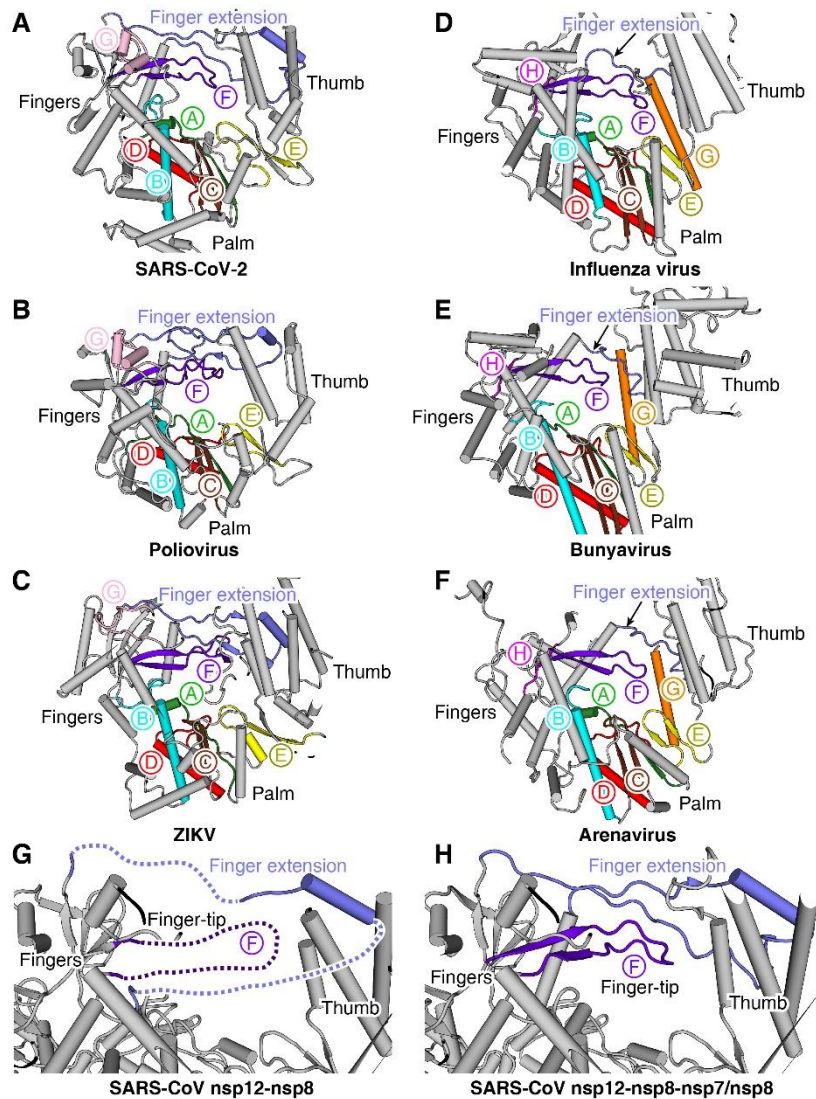 A
Finger extension
G
Thumb
F
Fingers
A
D
E
B
C
Palm
SARS-CoV-2
B
Finger extension
G
Thumb
F
Fingers
A
E
D
B
C
Palm
Poliovirus
C
G
Finger extension
F
Thumb
A
Fingers
B
D
C
E
Palm
ZIKV
D
Finger extension
H
Thumb
Fingers
A
F
B
G
D
C
E
Palm
Influenza virus
E
Finger extension
H
Thumb
Fingers
A
F
G
B
D
C
E
Palm
Bunyavirus
F
Finger extension
Thumb
H
A
F
G
Fingers
B
E
C
D
Palm
Arenavirus
G
Finger extension
Finger-tip
F
Fingers
Thumb
SARS-CoV nsp12-nsp8
H
Finger extension
Fingers
F
Finger-tip
Thumb
SARS-CoV nsp12-nsp8-nsp7/nsp8